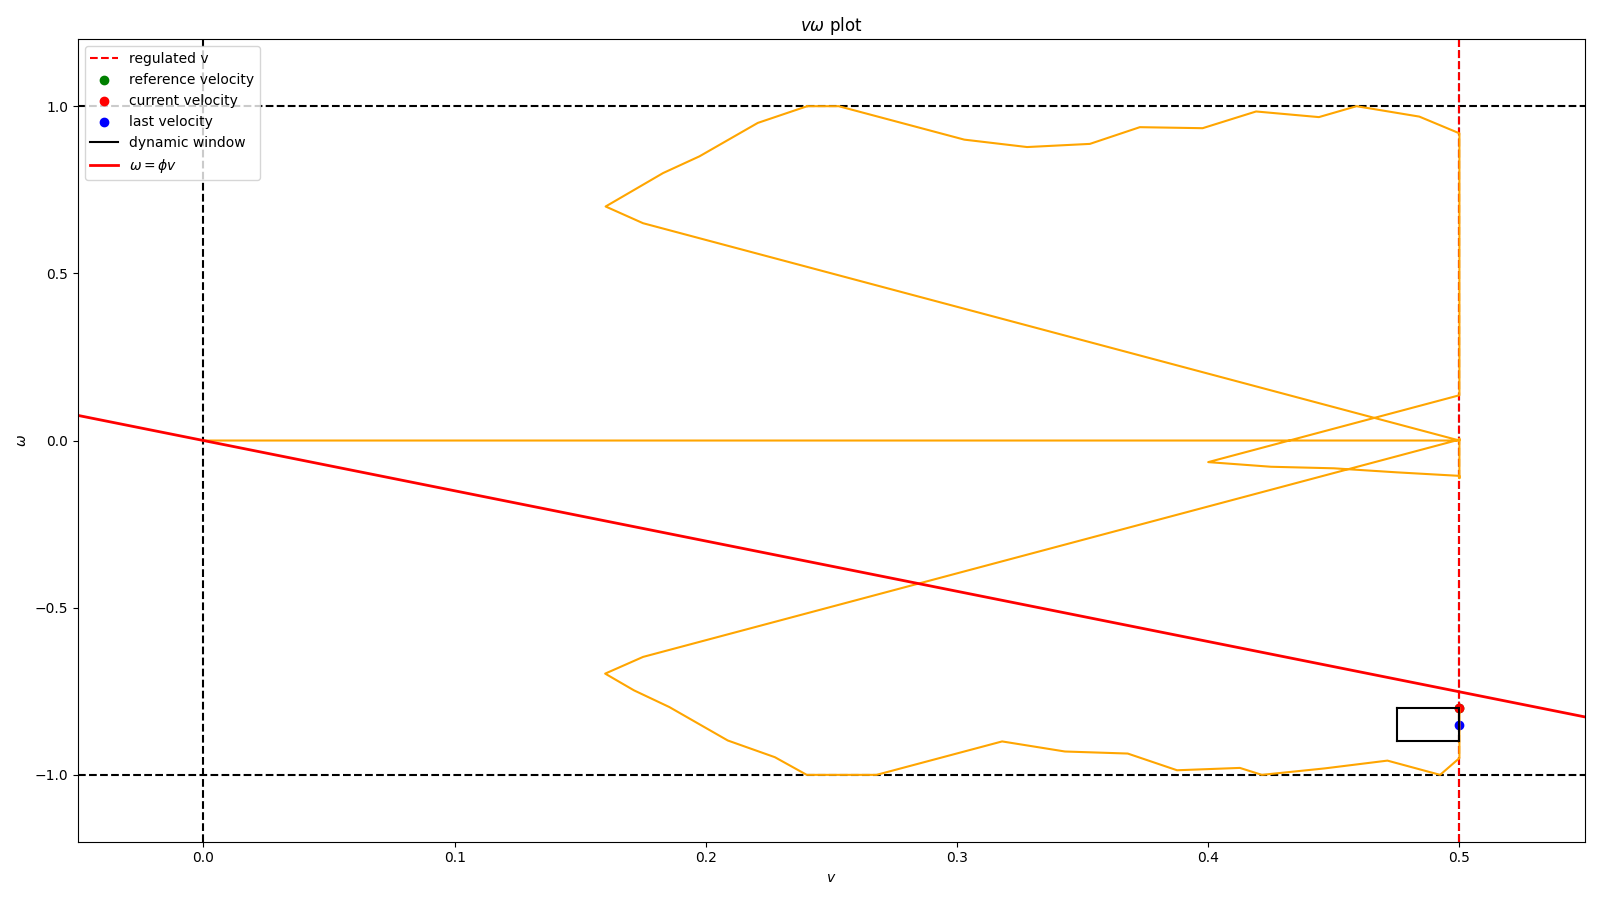 vω plot
regulated v
reference velocity
current velocity
last velocity
dynamic window
ω = ϕv
1.0
0.5
0.0
−0.5
−1.0
ω
0.0 0.1 0.2 0.3 0.4 0.5
v